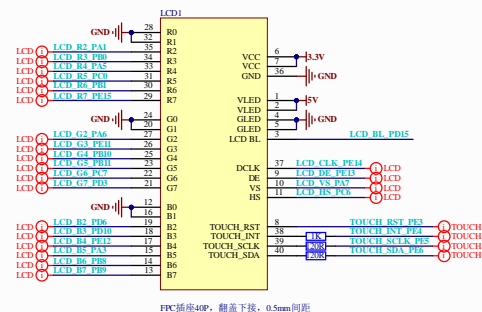 LCD1
GND 28 R0 VCC 6 3.3V
32 R1 VCC 7
LCD LCD_R2_PA1 35 R2 GND 36 GND
LCD LCD_R3_PB0 34 R3
LCD LCD_R4_PA5 33 R4
LCD LCD_R5_PC0 31 R5
LCD LCD_R6_PB1 30 R6 VLED 1 5V
LCD LCD_R7_PE15 29 R7 VLED 2
GND 24 G0 GLED 4 GND
20 G1 GLED 5
LCD LCD_G2_PA6 27 G2 LCD BL 3 LCD_BL_PD15
LCD LCD_G3_PE11 26 G3
LCD LCD_G4_PB10 25 G4
LCD LCD_G5_PB11 23 G5 DCLK 37 LCD_CLK_PE14 LCD
LCD LCD_G6_PC7 22 G6 DE 9 LCD_DE_PE13 LCD
LCD LCD_G7_PD3 21 G7 VS 10 LCD_VS_PA7 LCD
HS 11 LCD_HS_PC6 LCD
GND 12 B0
16 B1
LCD LCD_B2_PD6 19 B2 TOUCH_RST 8 TOUCH_RST_PE3 TOUCH
LCD LCD_B3_PD10 18 B3 TOUCH_INT 38 1K TOUCH_INT_PE4 TOUCH
LCD LCD_B4_PE12 17 B4 TOUCH_SCLK 39 120R TOUCH_SCLK_PE5 TOUCH
LCD LCD_B5_PA3 15 B5 TOUCH_SDA 40 120R TOUCH_SDA_PE6 TOUCH
LCD LCD_B6_PB8 14 B6
LCD LCD_B7_PB9 13 B7
FPC插座40P，翻盖下接，0.5mm间距